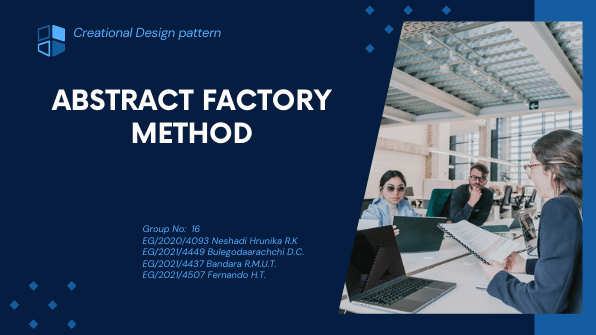 Creational Design pattern
ABSTRACT FACTORY
METHOD
Group No: 16
EG/2020/4093 Neshadi Hrunika R.K
EG/2021/4449 Bulegodaarachchi D.C.
EG/2021/4437 Bandara R.M.U.T.
EG/2021/4507 Fernando H.T.